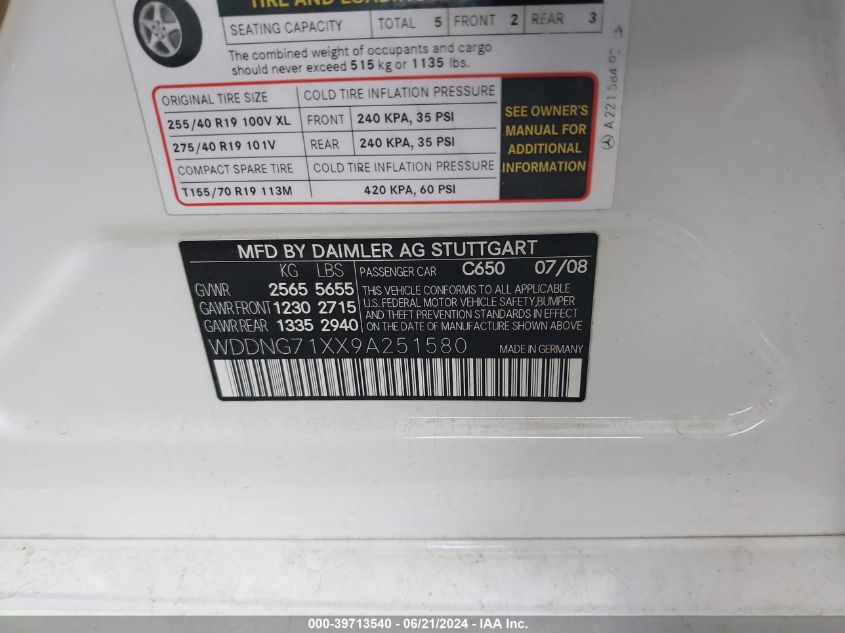 TIRE AND LOADING
SEATING CAPACITY TOTAL 5 FRONT 2 REAR 3
The combined weight of occupants and cargo
should never exceed 515 kg or 1135 lbs.
ORIGINAL TIRE SIZE COLD TIRE INFLATION PRESSURE
255/40 R19 100V XL FRONT 240 KPA, 35 PSI
275/40 R19 101V REAR 240 KPA, 35 PSI
COMPACT SPARE TIRE COLD TIRE INFLATION PRESSURE
T155/70 R19 113M 420 KPA, 60 PSI
SEE OWNER'S
MANUAL FOR
ADDITIONAL
INFORMATION
A 221 584
MFD BY DAIMLER AG STUTTGART
KG LBS PASSENGER CAR C650 07/08
GVWR 2565 5655
GAWR FRONT 1230 2715
GAWR REAR 1335 2940
THIS VEHICLE CONFORMS TO ALL APPLICABLE
U.S. FEDERAL MOTOR VEHICLE SAFETY, BUMPER
AND THEFT PREVENTION STANDARDS IN EFFECT
ON THE DATE OF MANUFACTURE SHOWN ABOVE
WDDNG71XX9A251580 MADE IN GERMANY
000-39713540 - 06/21/2024 - IAA Inc.